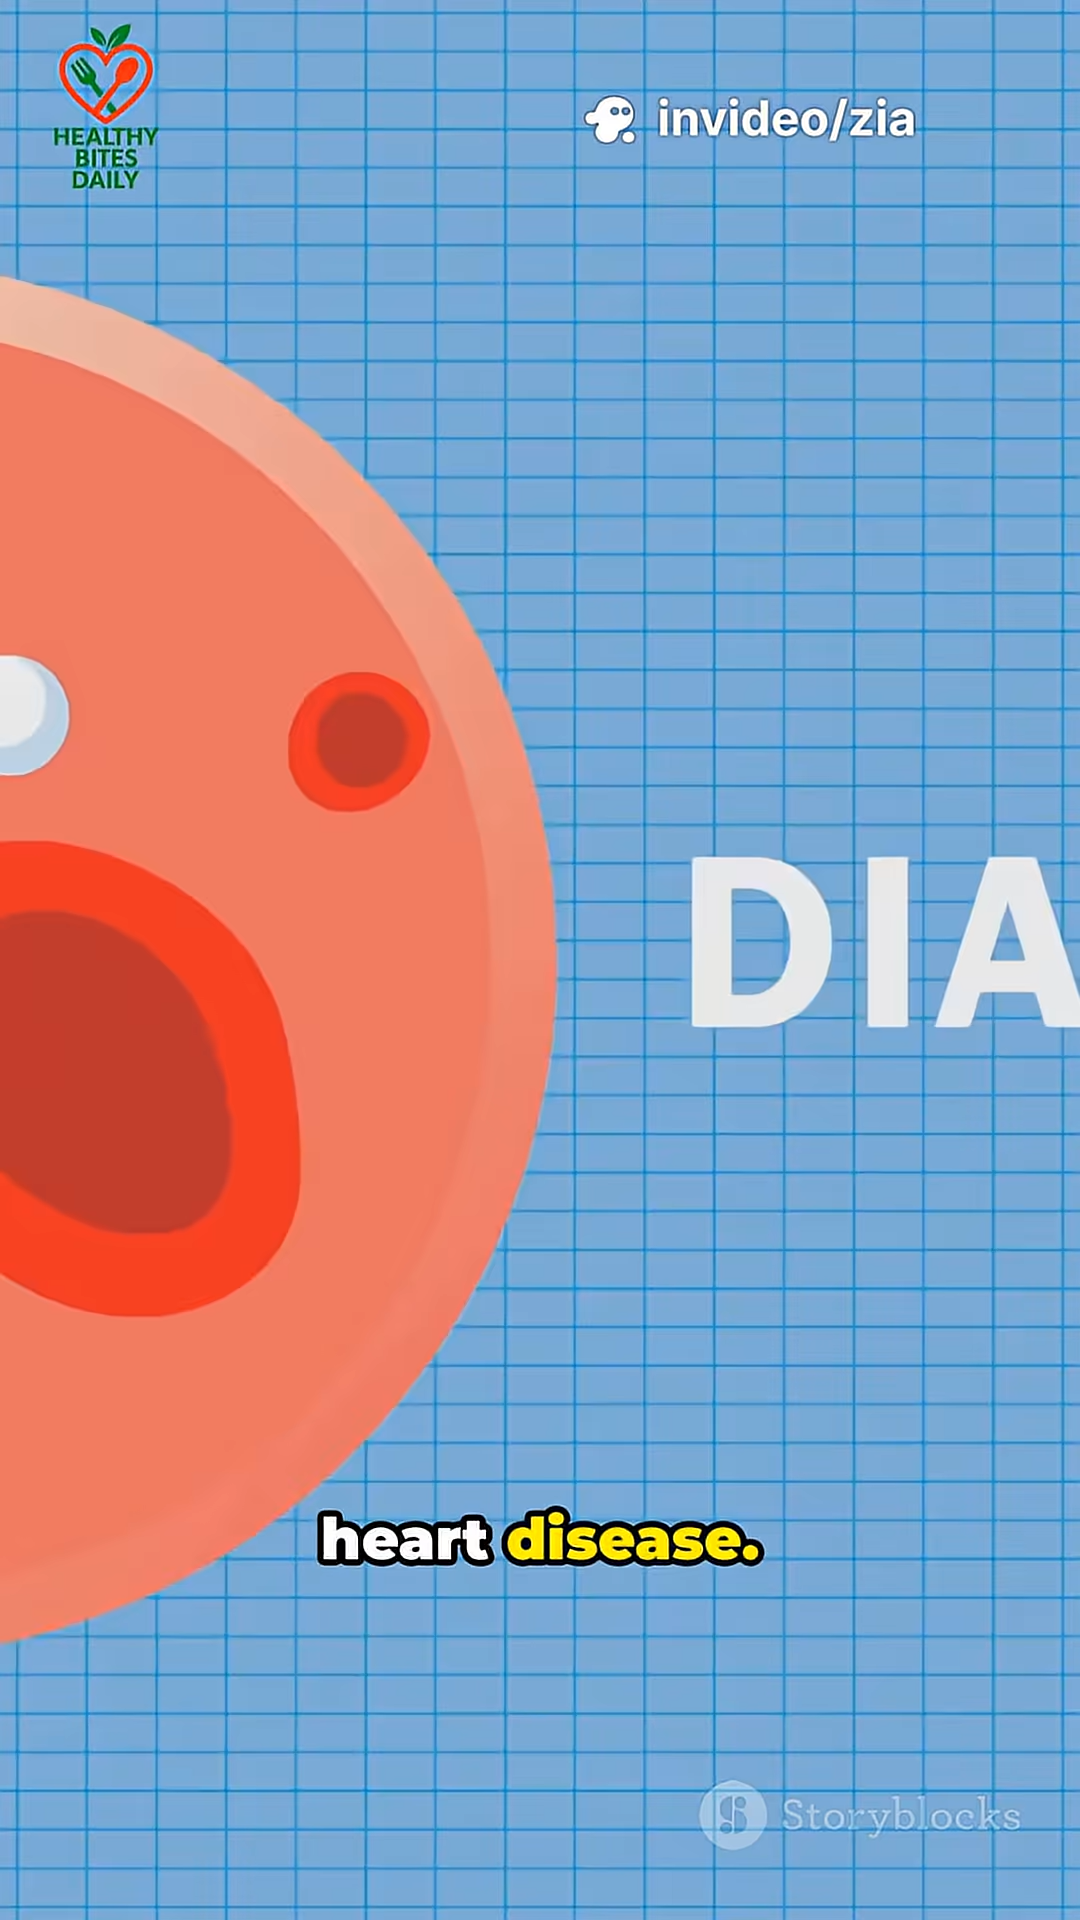 HEALTHY
BITES
DAILY
invideo/zia
DIA
heart disease.
Storyblocks